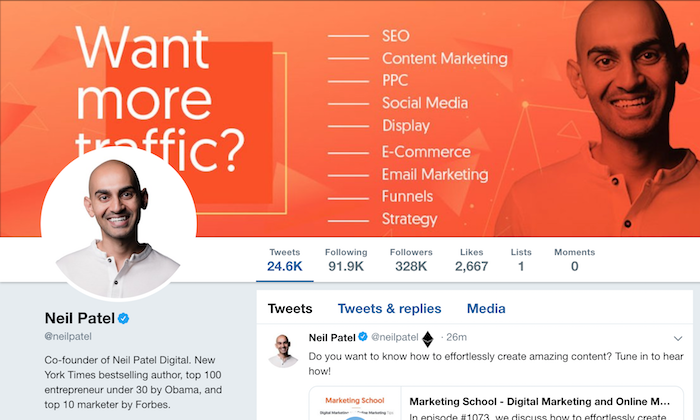 Want
more
traffic?
SEO
Content Marketing
PPC
Social Media
Display
E-Commerce
Email Marketing
Funnels
Strategy
Tweets Following Followers Likes Lists Moments
24.6K 91.9K 328K 2,667 1 0
Neil Patel
@neilpatel
Co-founder of Neil Patel Digital. New
York Times bestselling author, top 100
entrepreneur under 30 by Obama, and
top 10 marketer by Forbes.
Tweets Tweets & replies Media
Neil Patel @neilpatel · 26m
Do you want to know how to effortlessly create amazing content? Tune in to hear
how!
Marketing School
Marketing School - Digital Marketing and Online M...
In episode #1073, we discuss how to effortlessly create